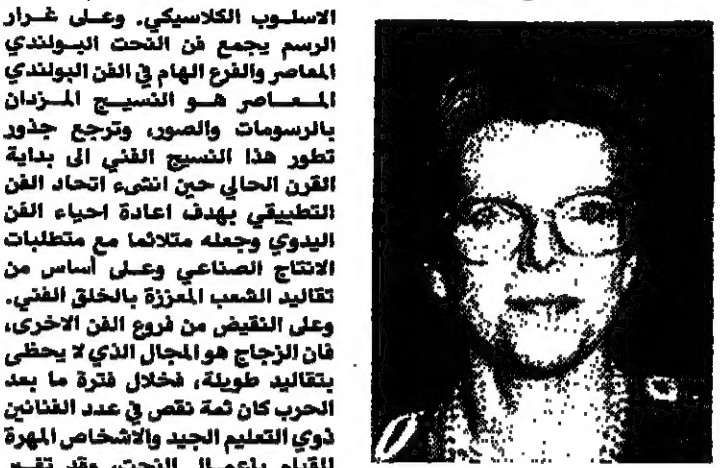 الاسلوب الكلاسيكي. وعلى غرار
الرسم يجمع فن النحت البولندي
المعاصر والفرع الهام في الفن البولندي
المعاصر هو النسيج المزدان
بالرسومات والصور، وترجع جذور
تطور هذا النسيج الفني الى بداية
القرن الحالي حين انشىء اتحاد الفن
التطبيقي بهدف اعادة احياء الفن
اليدوي وجعله متلائما مع متطلبات
الانتاج الصناعي وعلى أساس من
تقاليد الشعب المعززة بالخلق الفني.
وعلى النقيض من فروع الفن الاخرى،
فان الزجاج هو المجال الذي لا يحظى
بتقاليد طويلة، فخلال فترة ما بعد
الحرب كان ثمة نقص في عدد الفنانين
ذوي التعليم الجيد والاشخاص المهرة
للقيام باعمال النحت، وقد